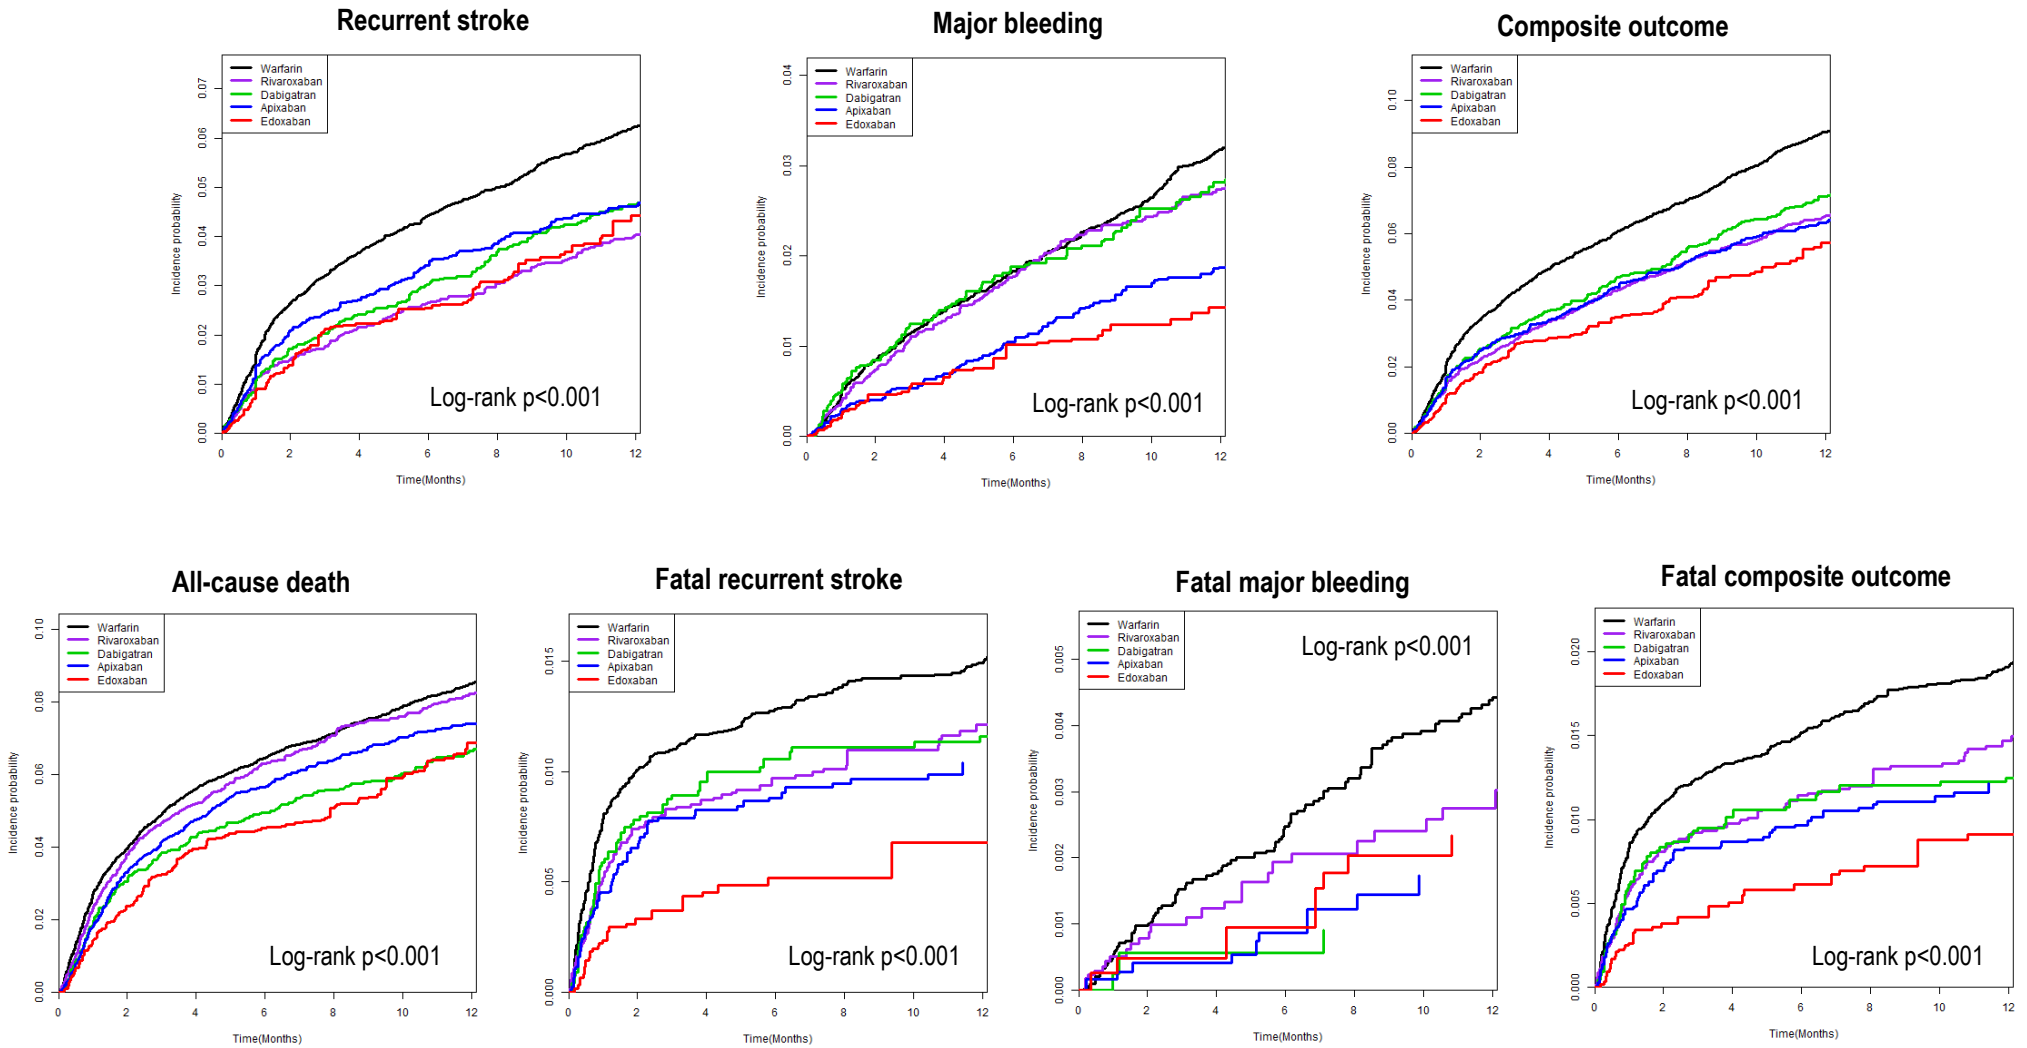 Recurrent stroke
Warfarin
Rivaroxaban
Dabigatran
Apixaban
Edoxaban
0.00 0.01 0.02 0.03 0.04 0.05 0.06 0.07
Incidence probability
Log-rank p<0.001
0 2 4 6 8 10 12
Time(Months)
Major bleeding
Warfarin
Rivaroxaban
Dabigatran
Apixaban
Edoxaban
0.00 0.01 0.02 0.03 0.04
Incidence probability
Log-rank p<0.001
0 2 4 6 8 10 12
Time(Months)
Composite outcome
Warfarin
Rivaroxaban
Dabigatran
Apixaban
Edoxaban
0.00 0.02 0.04 0.06 0.08 0.10
Incidence probability
Log-rank p<0.001
0 2 4 6 8 10 12
Time(Months)
All-cause death
Warfarin
Rivaroxaban
Dabigatran
Apixaban
Edoxaban
0.00 0.02 0.04 0.06 0.08 0.10
Incidence probability
Log-rank p<0.001
0 2 4 6 8 10 12
Time(Months)
Fatal recurrent stroke
Warfarin
Rivaroxaban
Dabigatran
Apixaban
Edoxaban
0.000 0.005 0.010 0.015
Incidence probability
Log-rank p<0.001
0 2 4 6 8 10 12
Time(Months)
Fatal major bleeding
Warfarin
Rivaroxaban
Dabigatran
Apixaban
Edoxaban
Log-rank p<0.001
0.000 0.001 0.002 0.003 0.004 0.005
Incidence probability
0 2 4 6 8 10 12
Time(Months)
Fatal composite outcome
Warfarin
Rivaroxaban
Dabigatran
Apixaban
Edoxaban
0.000 0.005 0.010 0.015 0.020
Incidence probability
Log-rank p<0.001
0 2 4 6 8 10 12
Time(Months)